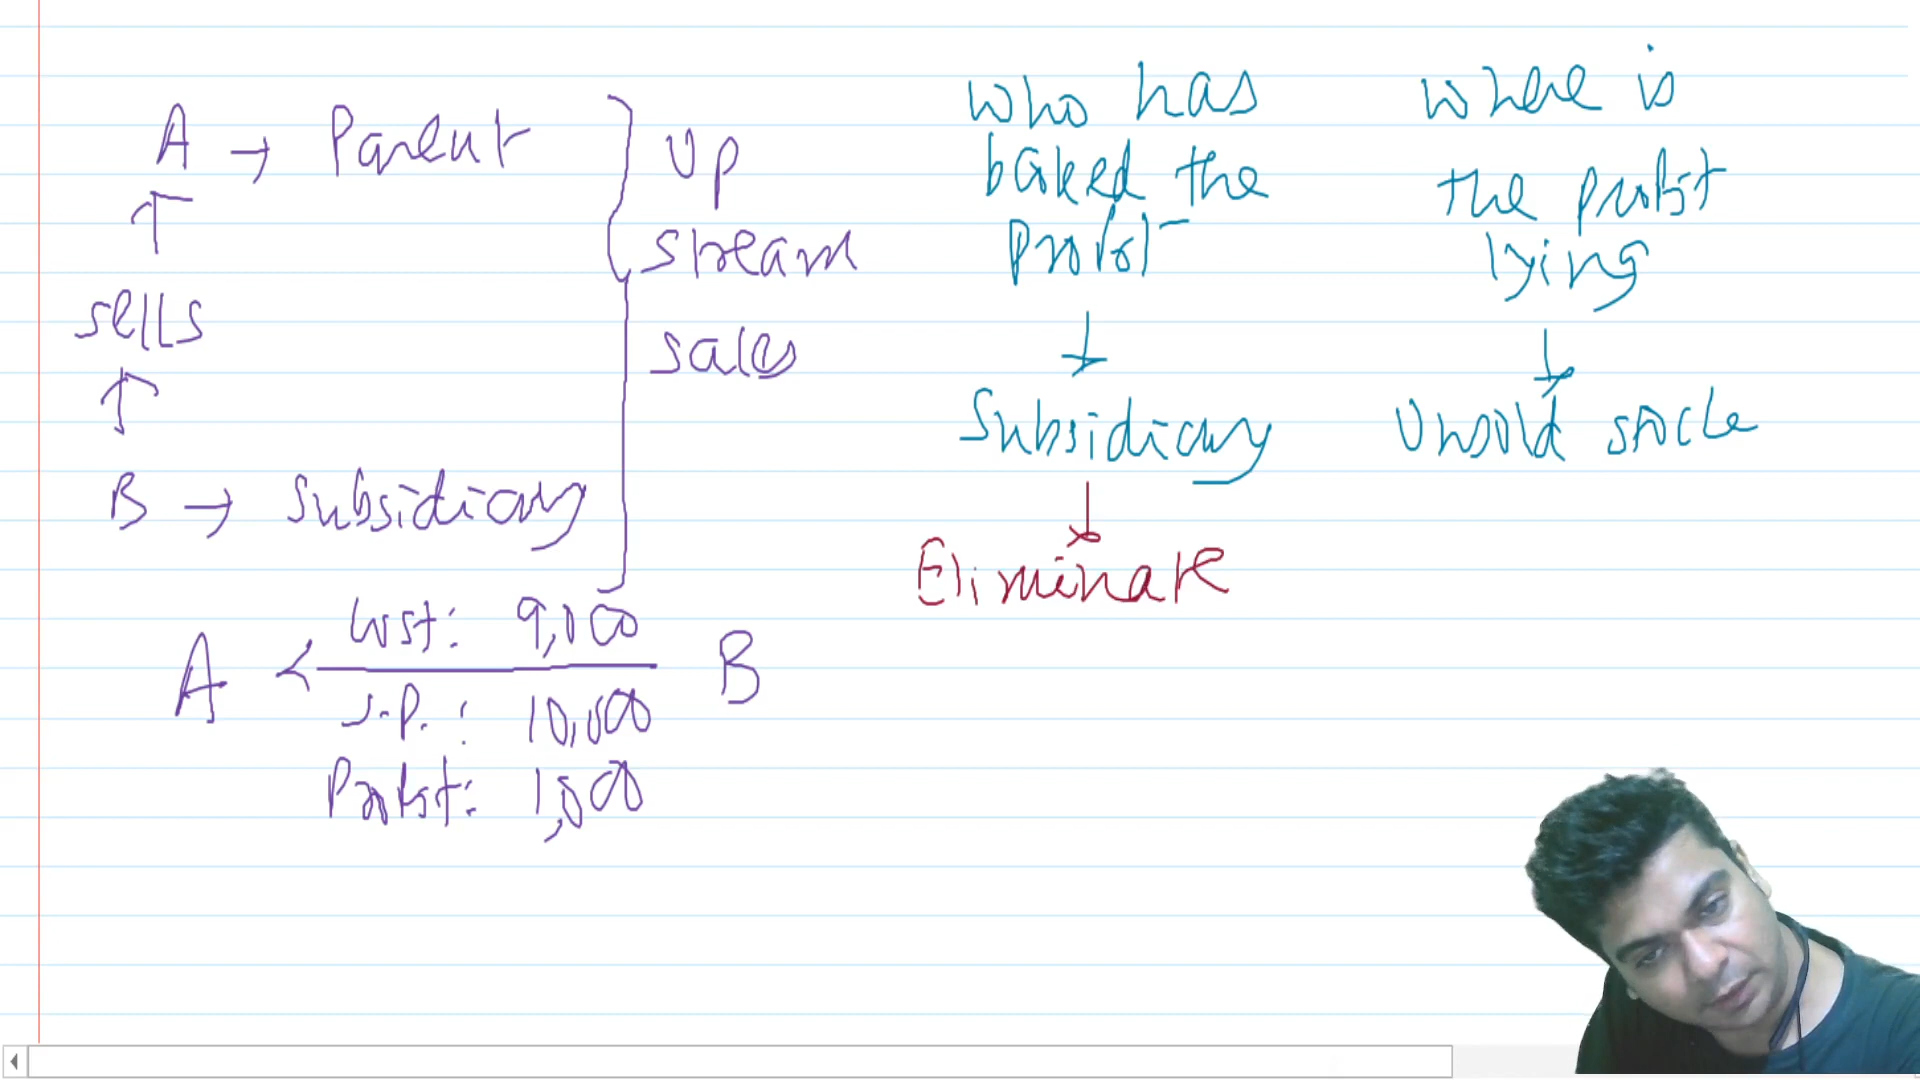 A → Parent
↑
sells
↑
B → Subsidiary
Up
stream
sales
A < Cost: 9,000 B
S.P. : 10,000
Profit: 1,000
Who has
baked the
Profit
↓
Subsidiary
↓
Eliminate
Where is
the profit
lying
↓
Unsold stock